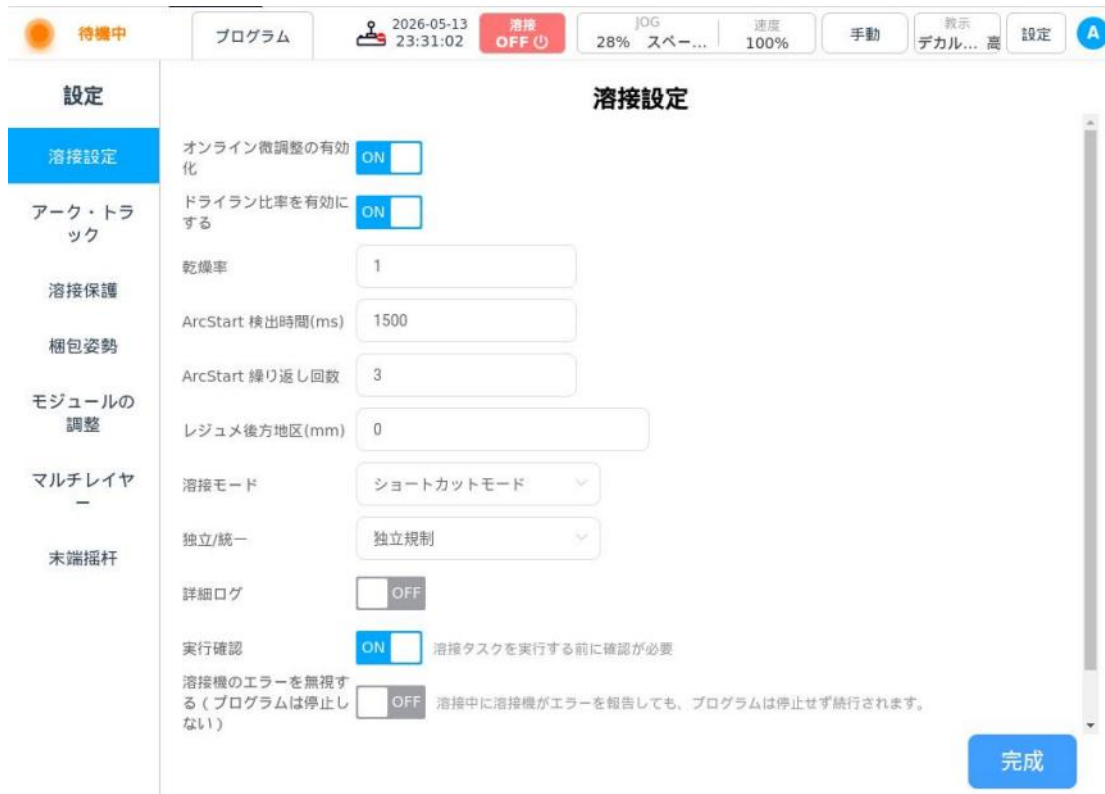 待機中
プログラム
2026-05-13
23:31:02
溶接
OFF
JOG
28% スペー...
速度
100%
手動
教示
デカル... 高
設定
A
設定
溶接設定
アーク・トラ
ック
溶接保護
梱包姿勢
モジュールの
調整
マルチレイヤ
ー
末端揺杆
溶接設定
オンライン微調整の有効
化
ON
ドライラン比率を有効に
する
ON
乾燥率
1
ArcStart 検出時間(ms)
1500
ArcStart 繰り返し回数
3
レジュメ後方地区(mm)
0
溶接モード
ショートカットモード
独立/統一
独立規制
詳細ログ
OFF
実行確認
ON
溶接タスクを実行する前に確認が必要
溶接機のエラーを無視す
る(プログラムは停止し
ない)
OFF
溶接中に溶接機がエラーを報告しても、プログラムは停止せず続行されます。
完成